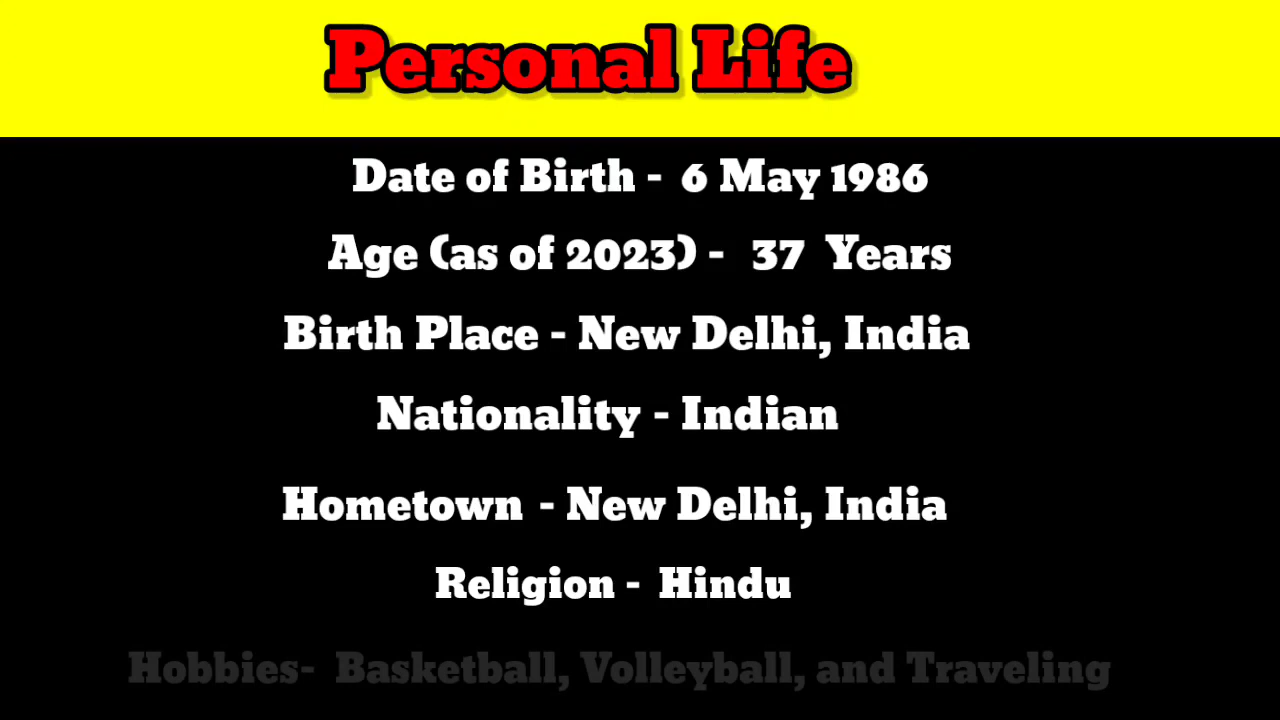 Personal Life
Date of Birth - 6 May 1986
Age (as of 2023) - 37 Years
Birth Place - New Delhi, India
Nationality - Indian
Hometown - New Delhi, India
Religion - Hindu
Hobbies- Basketball, Volleyball, and Traveling